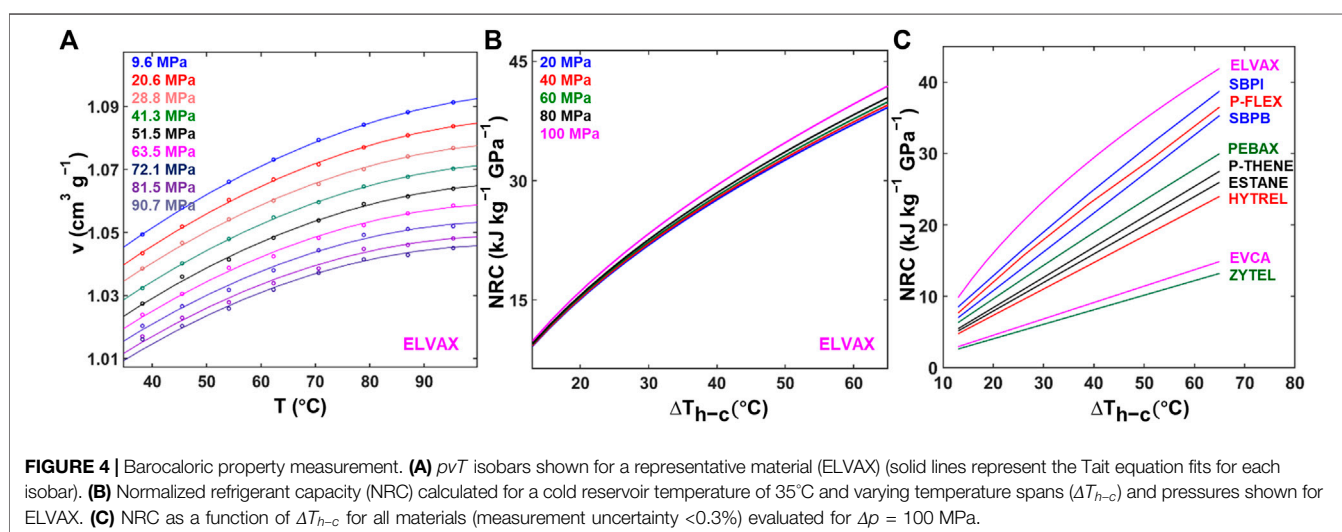 A
9.6 MPa
20.6 MPa
28.8 MPa
41.3 MPa
51.5 MPa
63.5 MPa
72.1 MPa
81.5 MPa
90.7 MPa
1.09
1.07
1.05
1.03
1.01
v (cm³ g⁻¹)
ELVAX
40 50 60 70 80 90
T (°C)
B
20 MPa
40 MPa
60 MPa
80 MPa
100 MPa
45
30
15
NRC (kJ kg⁻¹ GPa⁻¹)
ELVAX
20 30 40 50 60
ΔTh−c(°C)
C
40
30
20
10
0
NRC (kJ kg⁻¹ GPa⁻¹)
ELVAX
SBPI
P-FLEX
SBPB
PEBAX
P-THENE
ESTANE
HYTREL
EVCA
ZYTEL
10 20 30 40 50 60 70 80
ΔTh−c(°C)
FIGURE 4 | Barocaloric property measurement. (A) pvT isobars shown for a representative material (ELVAX) (solid lines represent the Tait equation fits for each
isobar). (B) Normalized refrigerant capacity (NRC) calculated for a cold reservoir temperature of 35°C and varying temperature spans (ΔTh–c) and pressures shown for
ELVAX. (C) NRC as a function of ΔTh–c for all materials (measurement uncertainty <0.3%) evaluated for Δp = 100 MPa.